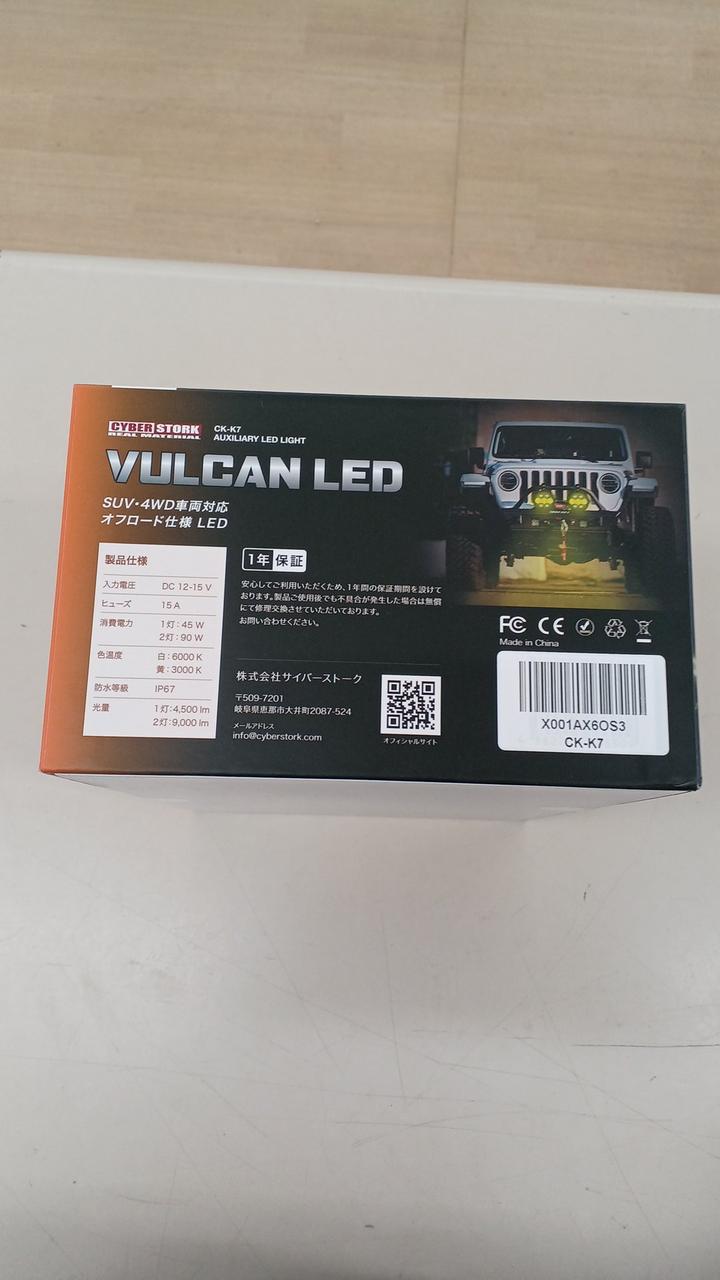 CYBER STORK
REAL MATERIAL
CK-K7
AUXILIARY LED LIGHT
VULCAN LED
SUV・4WD車両対応
オフロード仕様 LED
製品仕様
入力電圧 DC 12-15 V
ヒューズ 15 A
消費電力 1灯：45 W
2灯：90 W
色温度 白：6000 K
黄：3000 K
防水等級 IP67
光量 1灯：4,500 lm
2灯：9,000 lm
1年 保証
安心してご利用いただくため、1年間の保証期間を設けて
おります。製品ご使用後でも不具合が発生した場合は無償
にて修理交換させていただいております。
お問い合わせください。
株式会社サイバーストーク
〒509-7201
岐阜県恵那市大井町2087-524
メールアドレス
info@cyberstork.com
オフィシャルサイト
FC CE
Made in China
X001AX6OS3
CK-K7